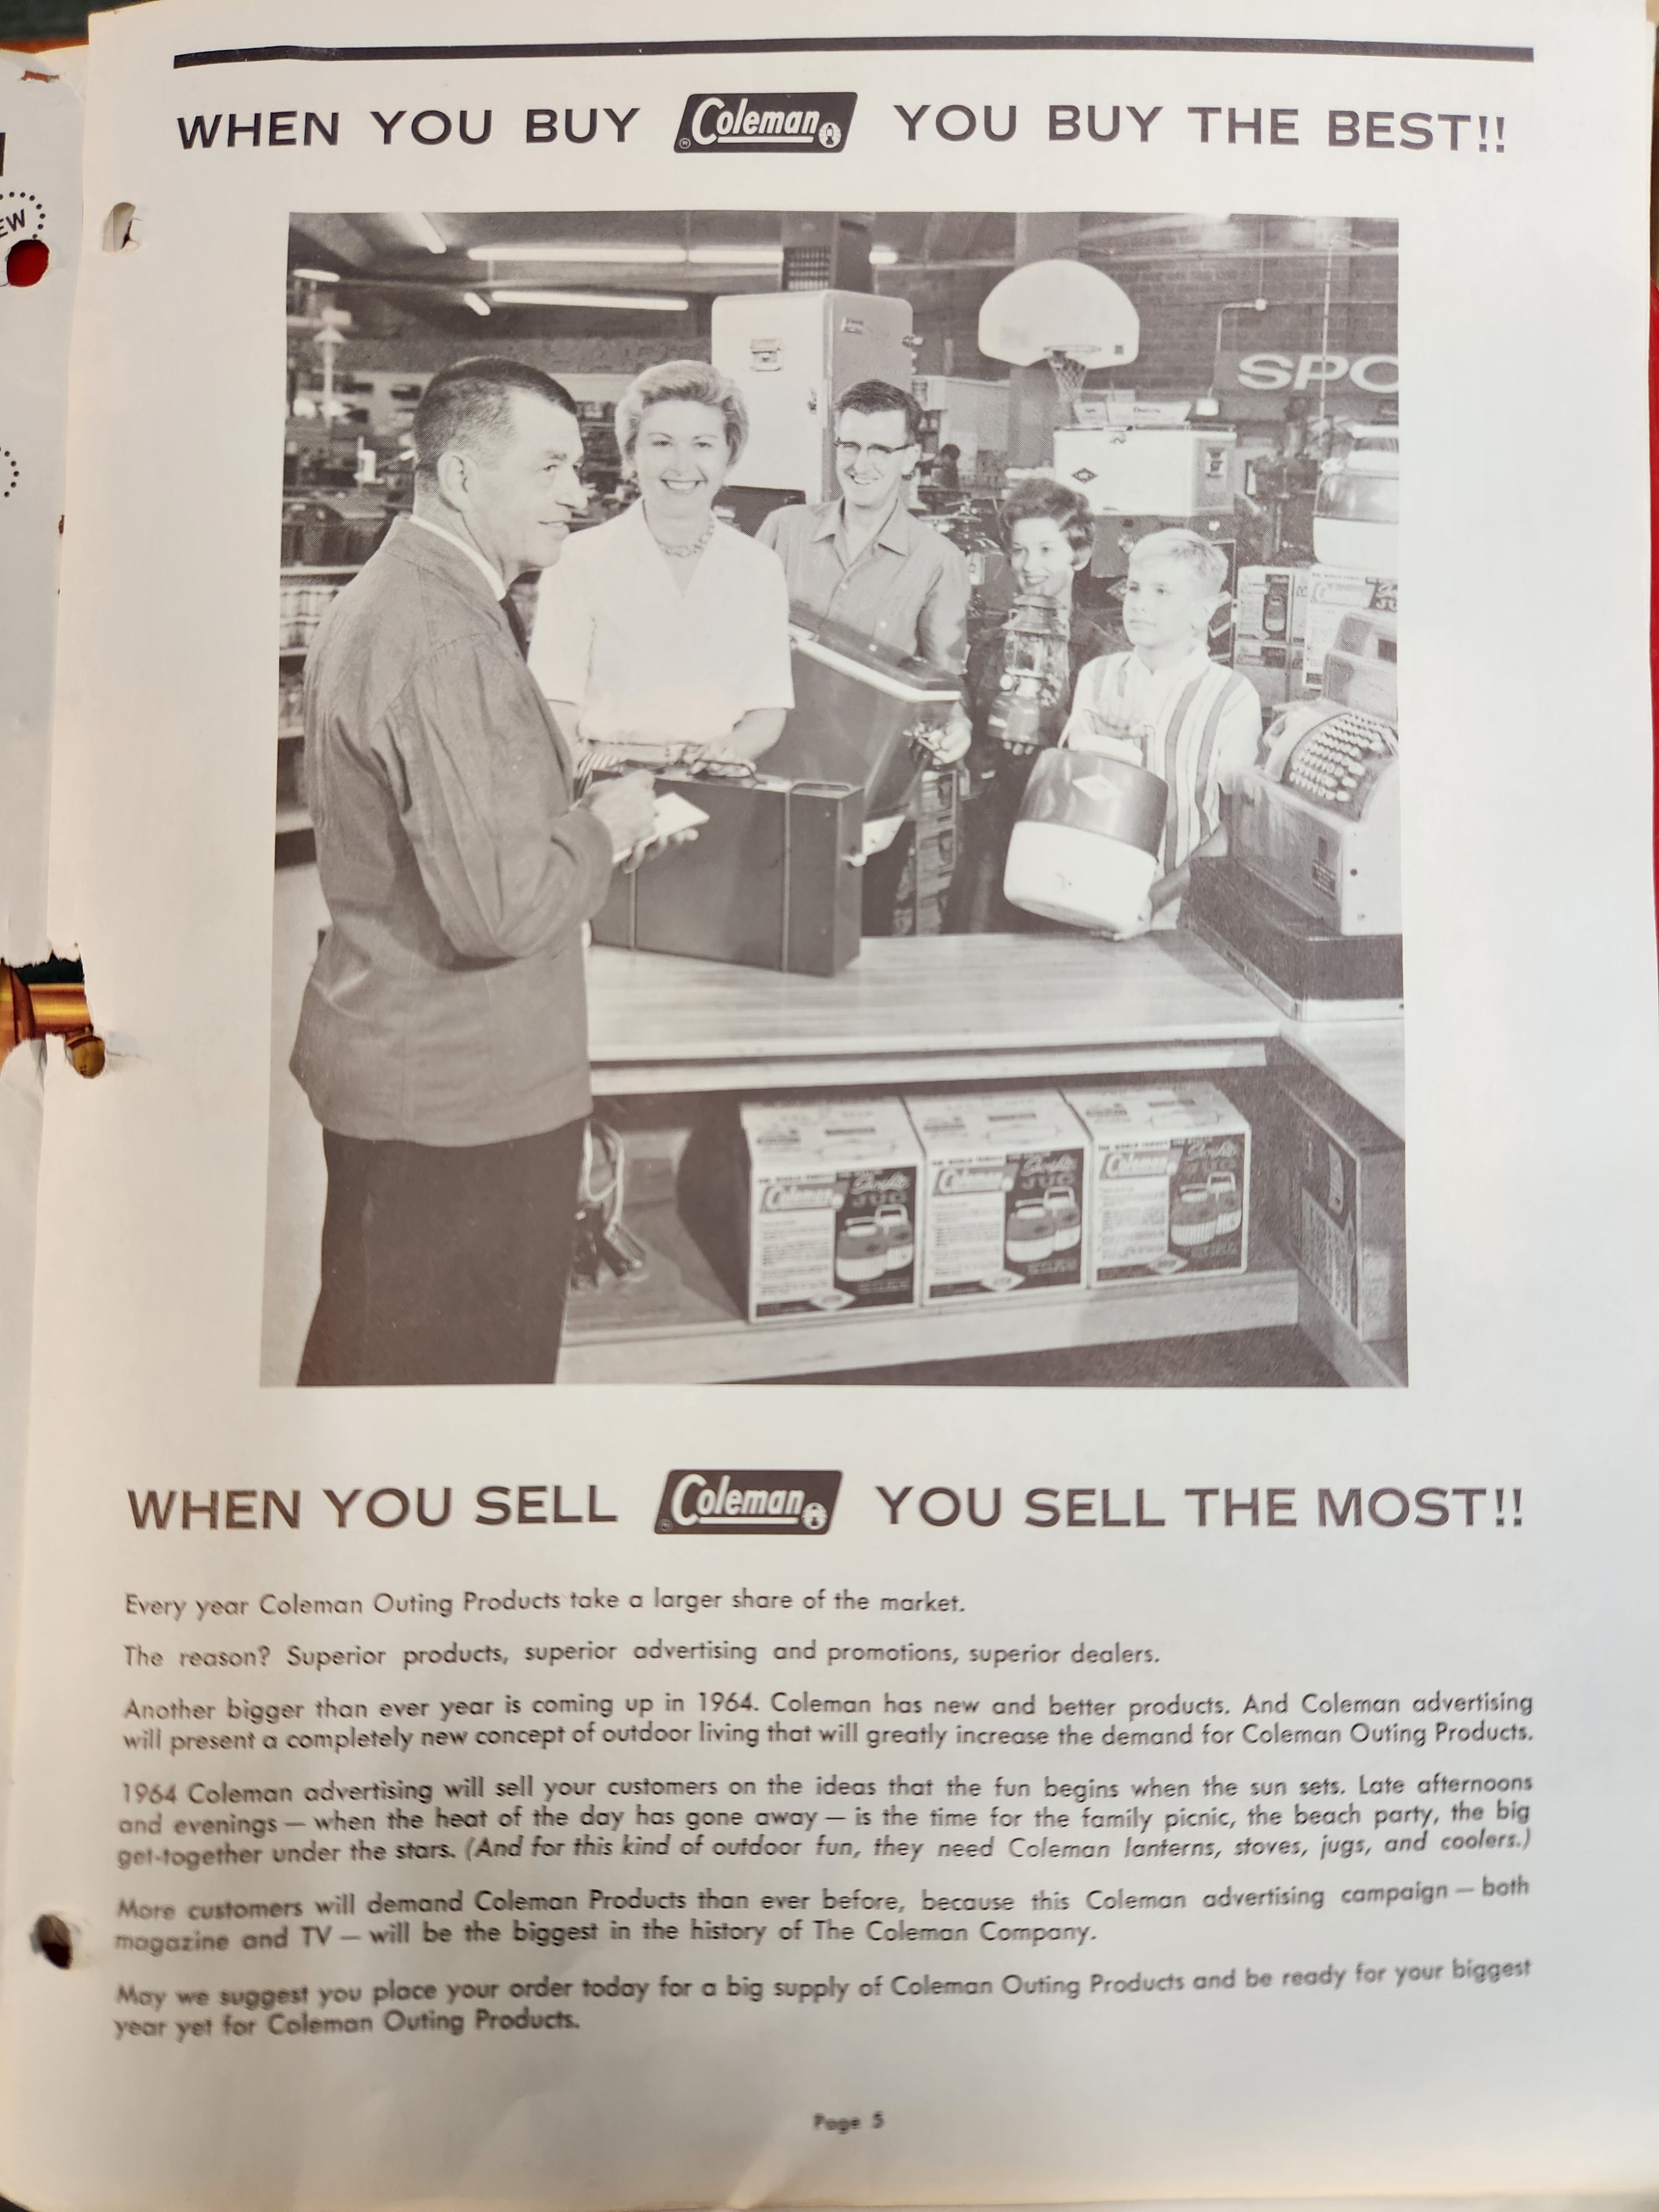 WHEN YOU BUY Coleman ® YOU BUY THE BEST!!
EW
SPO
Coleman
JUG
Coleman
JUG
Coleman
JUG
WHEN YOU SELL Coleman ® YOU SELL THE MOST!!
Every year Coleman Outing Products take a larger share of the market.
The reason? Superior products, superior advertising and promotions, superior dealers.
Another bigger than ever year is coming up in 1964. Coleman has new and better products. And Coleman advertising
will present a completely new concept of outdoor living that will greatly increase the demand for Coleman Outing Products.
1964 Coleman advertising will sell your customers on the ideas that the fun begins when the sun sets. Late afternoons
and evenings — when the heat of the day has gone away — is the time for the family picnic, the beach party, the big
get-together under the stars. (And for this kind of outdoor fun, they need Coleman lanterns, stoves, jugs, and coolers.)
More customers will demand Coleman Products than ever before, because this Coleman advertising campaign — both
magazine and TV — will be the biggest in the history of The Coleman Company.
May we suggest you place your order today for a big supply of Coleman Outing Products and be ready for your biggest
year yet for Coleman Outing Products.
Page 5